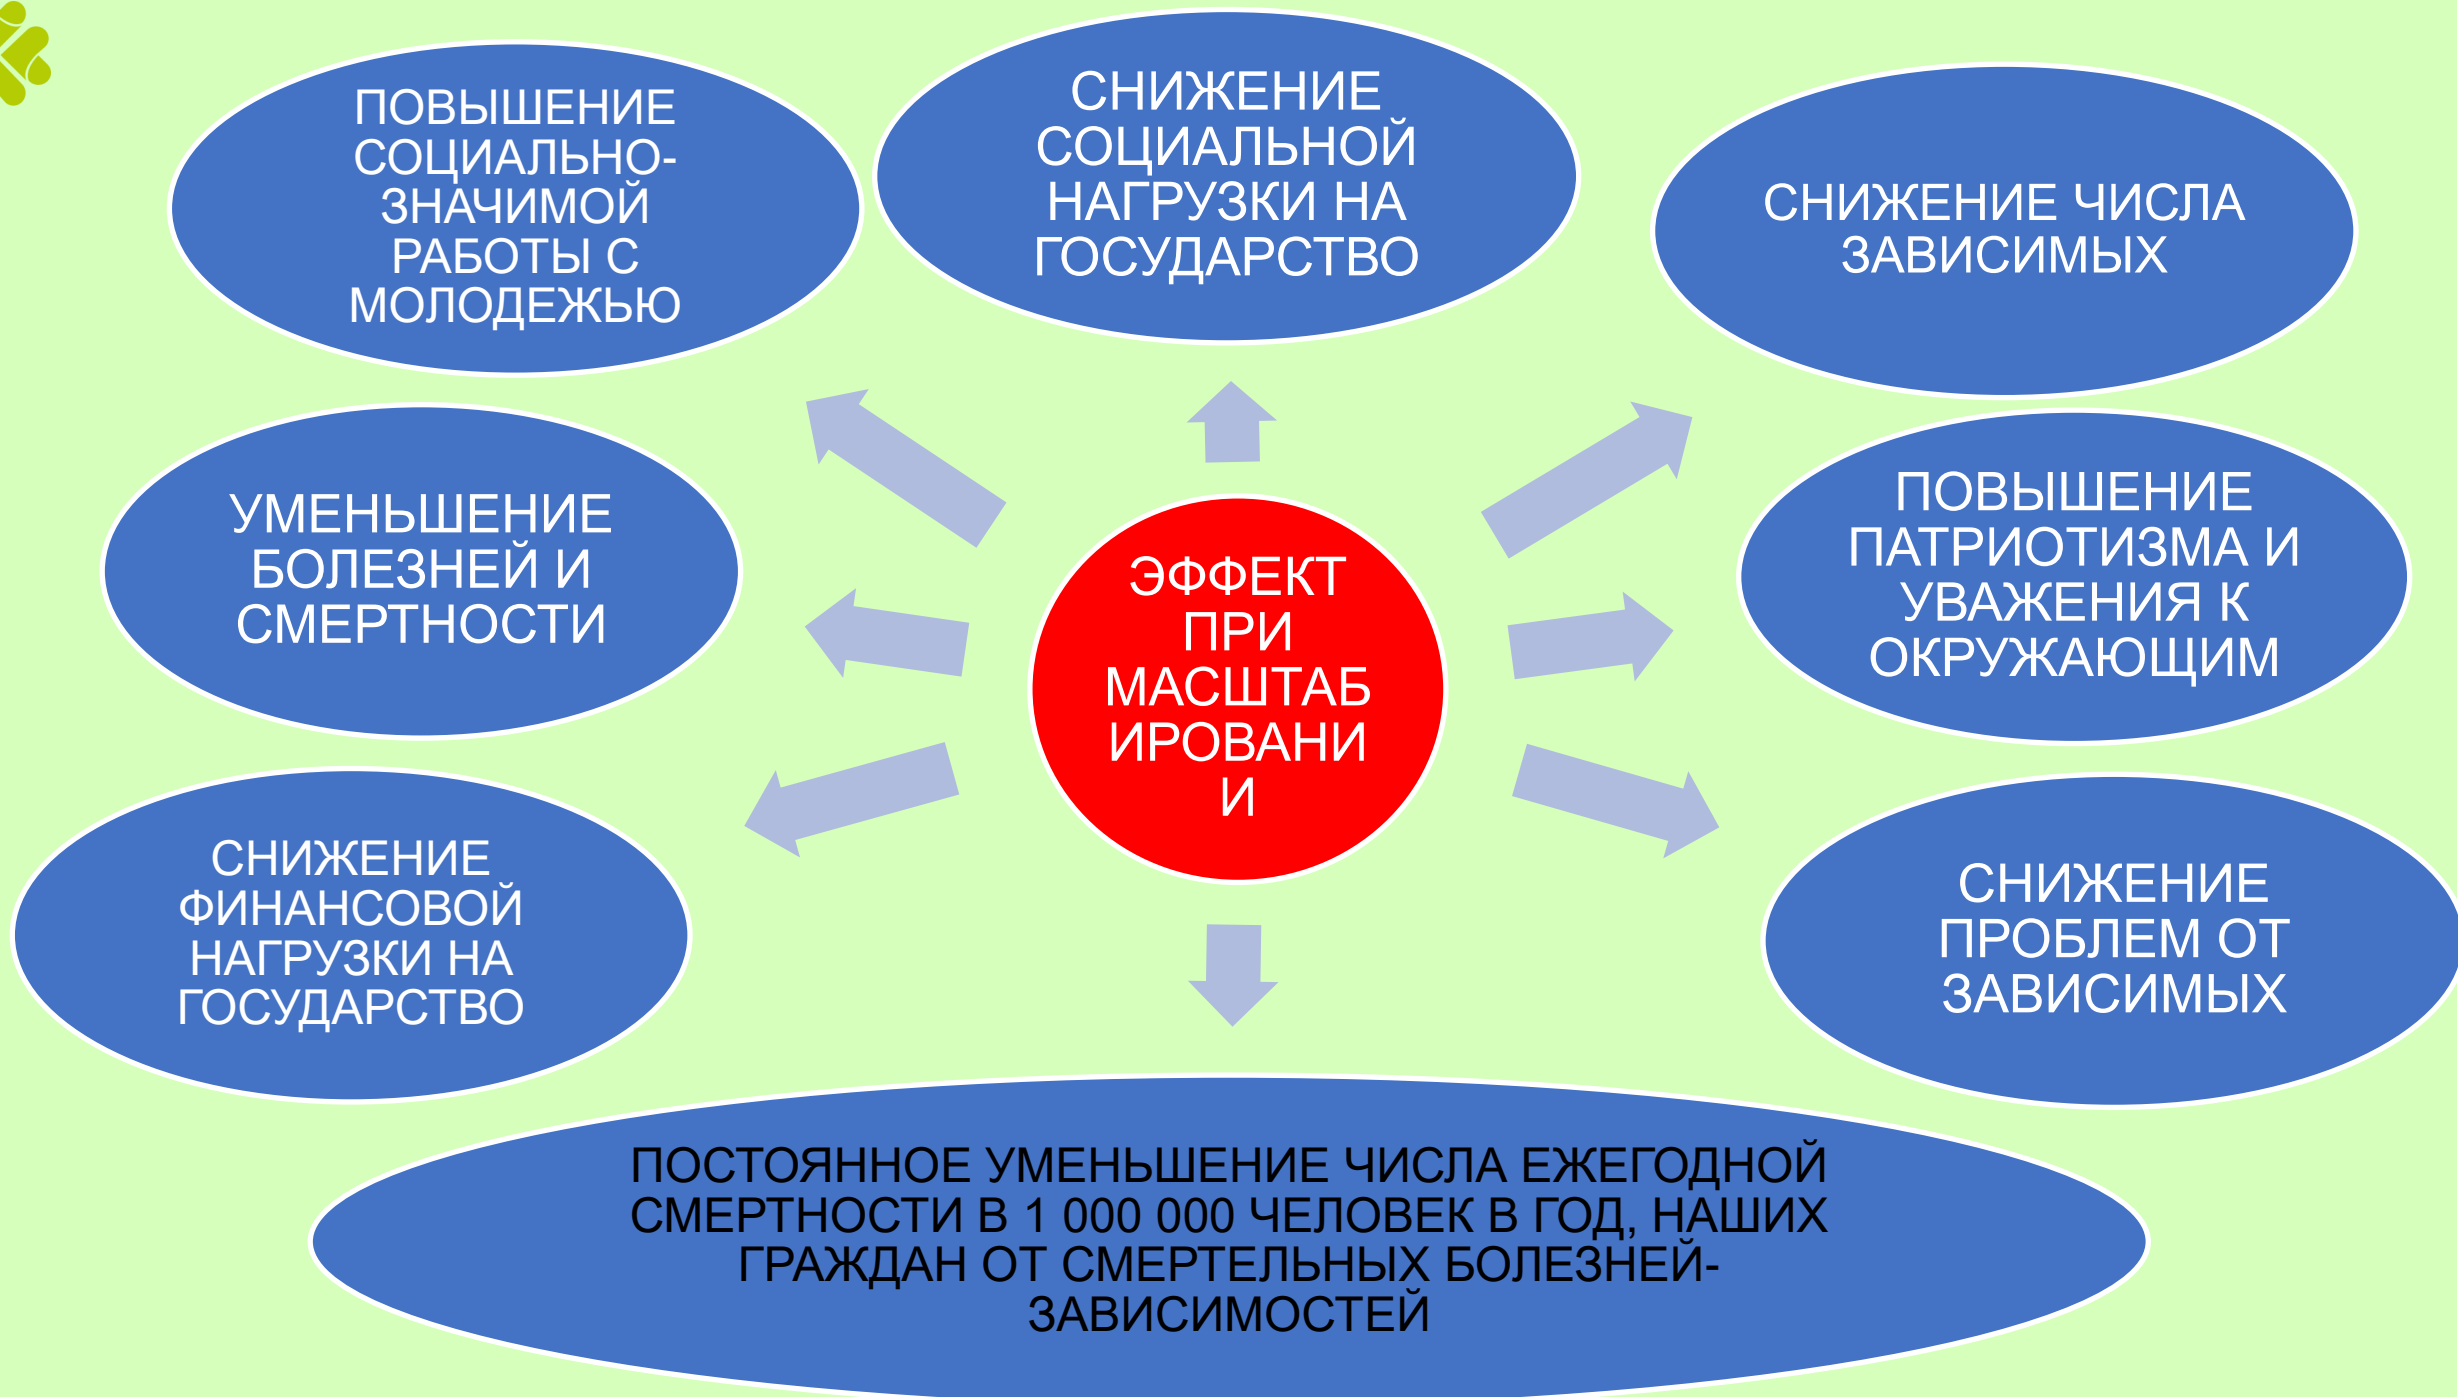 ПОВЫШЕНИЕ
СОЦИАЛЬНО-
ЗНАЧИМОЙ
РАБОТЫ С
МОЛОДЕЖЬЮ
СНИЖЕНИЕ
СОЦИАЛЬНОЙ
НАГРУЗКИ НА
ГОСУДАРСТВО
СНИЖЕНИЕ ЧИСЛА
ЗАВИСИМЫХ
УМЕНЬШЕНИЕ
БОЛЕЗНЕЙ И
СМЕРТНОСТИ
ЭФФЕКТ
ПРИ
МАСШТАБ
ИРОВАНИ
И
ПОВЫШЕНИЕ
ПАТРИОТИЗМА И
УВАЖЕНИЯ К
ОКРУЖАЮЩИМ
СНИЖЕНИЕ
ФИНАНСОВОЙ
НАГРУЗКИ НА
ГОСУДАРСТВО
СНИЖЕНИЕ
ПРОБЛЕМ ОТ
ЗАВИСИМЫХ
ПОСТОЯННОЕ УМЕНЬШЕНИЕ ЧИСЛА ЕЖЕГОДНОЙ
СМЕРТНОСТИ В 1 000 000 ЧЕЛОВЕК В ГОД, НАШИХ
ГРАЖДАН ОТ СМЕРТЕЛЬНЫХ БОЛЕЗНЕЙ-
ЗАВИСИМОСТЕЙ